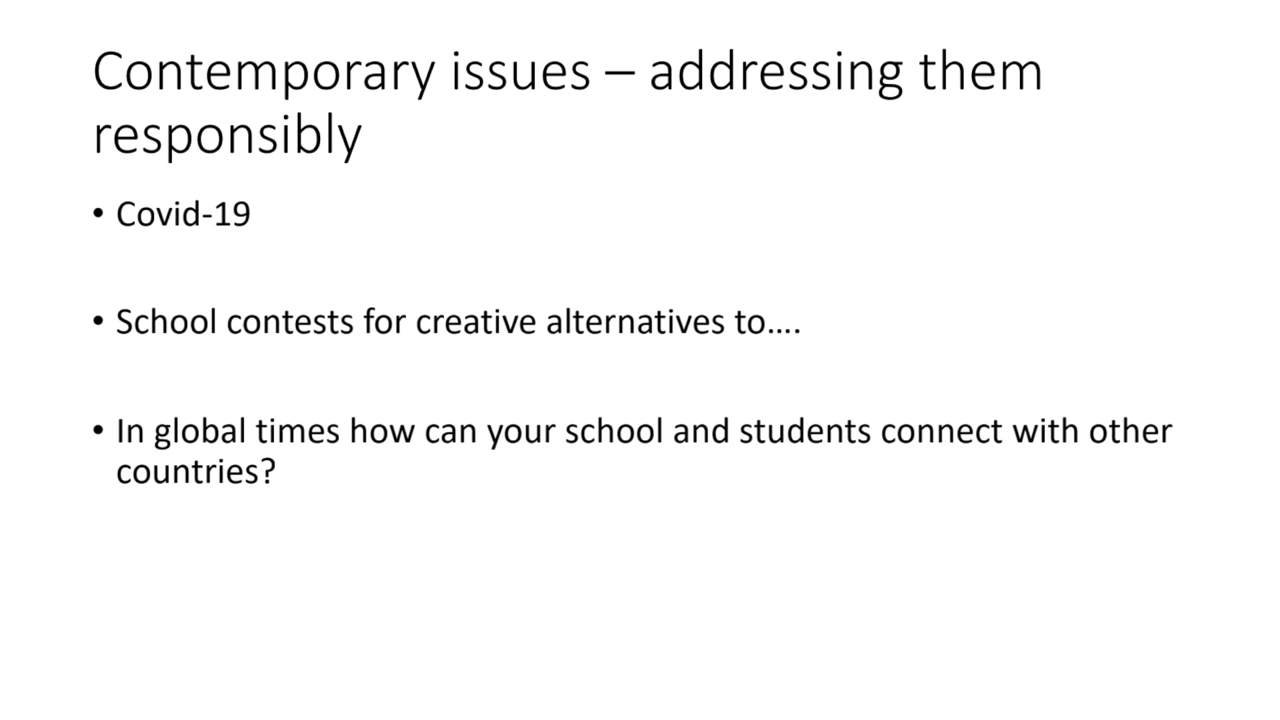 Contemporary issues – addressing them
responsibly
• Covid-19
• School contests for creative alternatives to….
• In global times how can your school and students connect with other
countries?